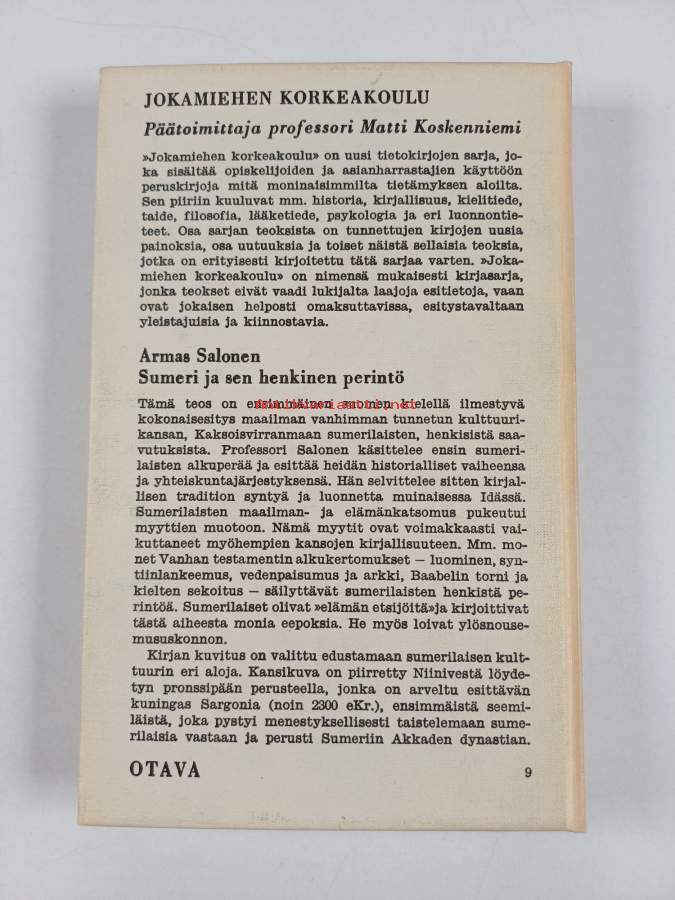 JOKAMIEHEN KORKEAKOULU
Päätoimittaja professori Matti Koskenniemi
»Jokamiehen korkeakoulu» on uusi tietokirjojen sarja, jo-
ka sisältää opiskelijoiden ja asianharrastajien käyttöön
peruskirjoja mitä moninaisimmilta tietämyksen aloilta.
Sen piiriin kuuluvat mm. historia, kirjallisuus, kielitiede,
taide, filosofia, lääketiede, psykologia ja eri luonnontie-
teet. Osa sarjan teoksista on tunnettujen kirjojen uusia
painoksia, osa uutuuksia ja toiset näistä sellaisia teoksia,
jotka on erityisesti kirjoitettu tätä sarjaa varten. »Joka-
miehen korkeakoulu» on nimensä mukaisesti kirjasarja,
jonka teokset eivät vaadi lukijalta laajoja esitietoja, vaan
ovat jokaisen helposti omaksuttavissa, esitystavaltaan
yleistajuisia ja kiinnostavia.
Armas Salonen
Sumeri ja sen henkinen perintö
Tämä teos on ensimmäinen suomen kielellä ilmestyvä
kokonaisesitys maailman vanhimman tunnetun kulttuuri-
kansan, Kaksoisvirranmaan sumerilaisten, henkisistä saa-
vutuksista. Professori Salonen käsittelee ensin sumeri-
laisten alkuperää ja esittää heidän historialliset vaiheensa
ja yhteiskuntajärjestyksensä. Hän selvittelee sitten kirjal-
lisen tradition syntyä ja luonnetta muinaisessa Idässä.
Sumerilaisten maailman- ja elämänkatsomus pukeutui
myyttien muotoon. Nämä myytit ovat voimakkaasti vai-
kuttaneet myöhempien kansojen kirjallisuuteen. Mm. mo-
net Vanhan testamentin alkukertomukset — luominen, syn-
tiinlankeemus, vedenpaisumus ja arkki, Baabelin torni ja
kielten sekoitus — säilyttävät sumerilaisten henkistä pe-
rintöä. Sumerilaiset olivat »elämän etsijöitä»ja kirjoittivat
tästä aiheesta monia eepoksia. He myös loivat ylösnouse-
mususkonnon.
Kirjan kuvitus on valittu edustamaan sumerilaisen kult-
tuurin eri aloja. Kansikuva on piirretty Niinivestä löyde-
tyn pronssipään perusteella, jonka on arveltu esittävän
kuningas Sargonia (noin 2300 eKr.), ensimmäistä seemi-
läistä, joka pystyi menestyksellisesti taistelemaan sume-
rilaisia vastaan ja perusti Sumeriin Akkaden dynastian.
OTAVA 9
Antikvariaatti.net